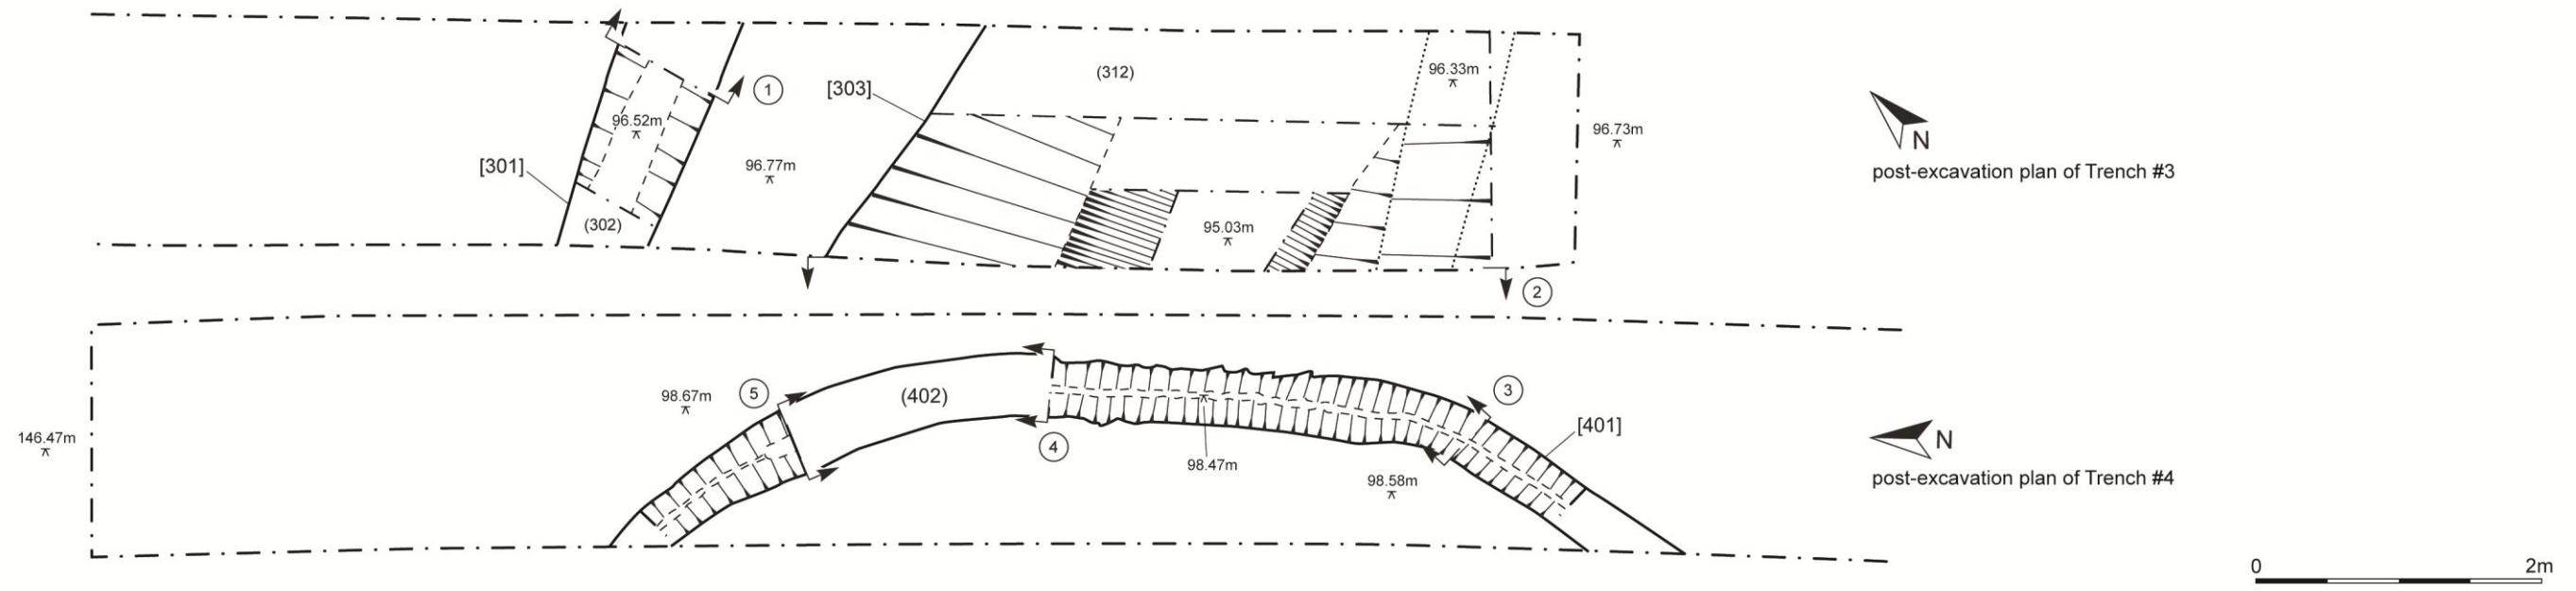 1
[303]
(312)
96.33m
[301]
96.52m
96.77m
(302)
95.03m
96.73m
2
N
post-excavation plan of Trench #3
146.47m
98.67m
5
(402)
4
98.47m
3
98.58m
[401]
N
post-excavation plan of Trench #4
0 2m